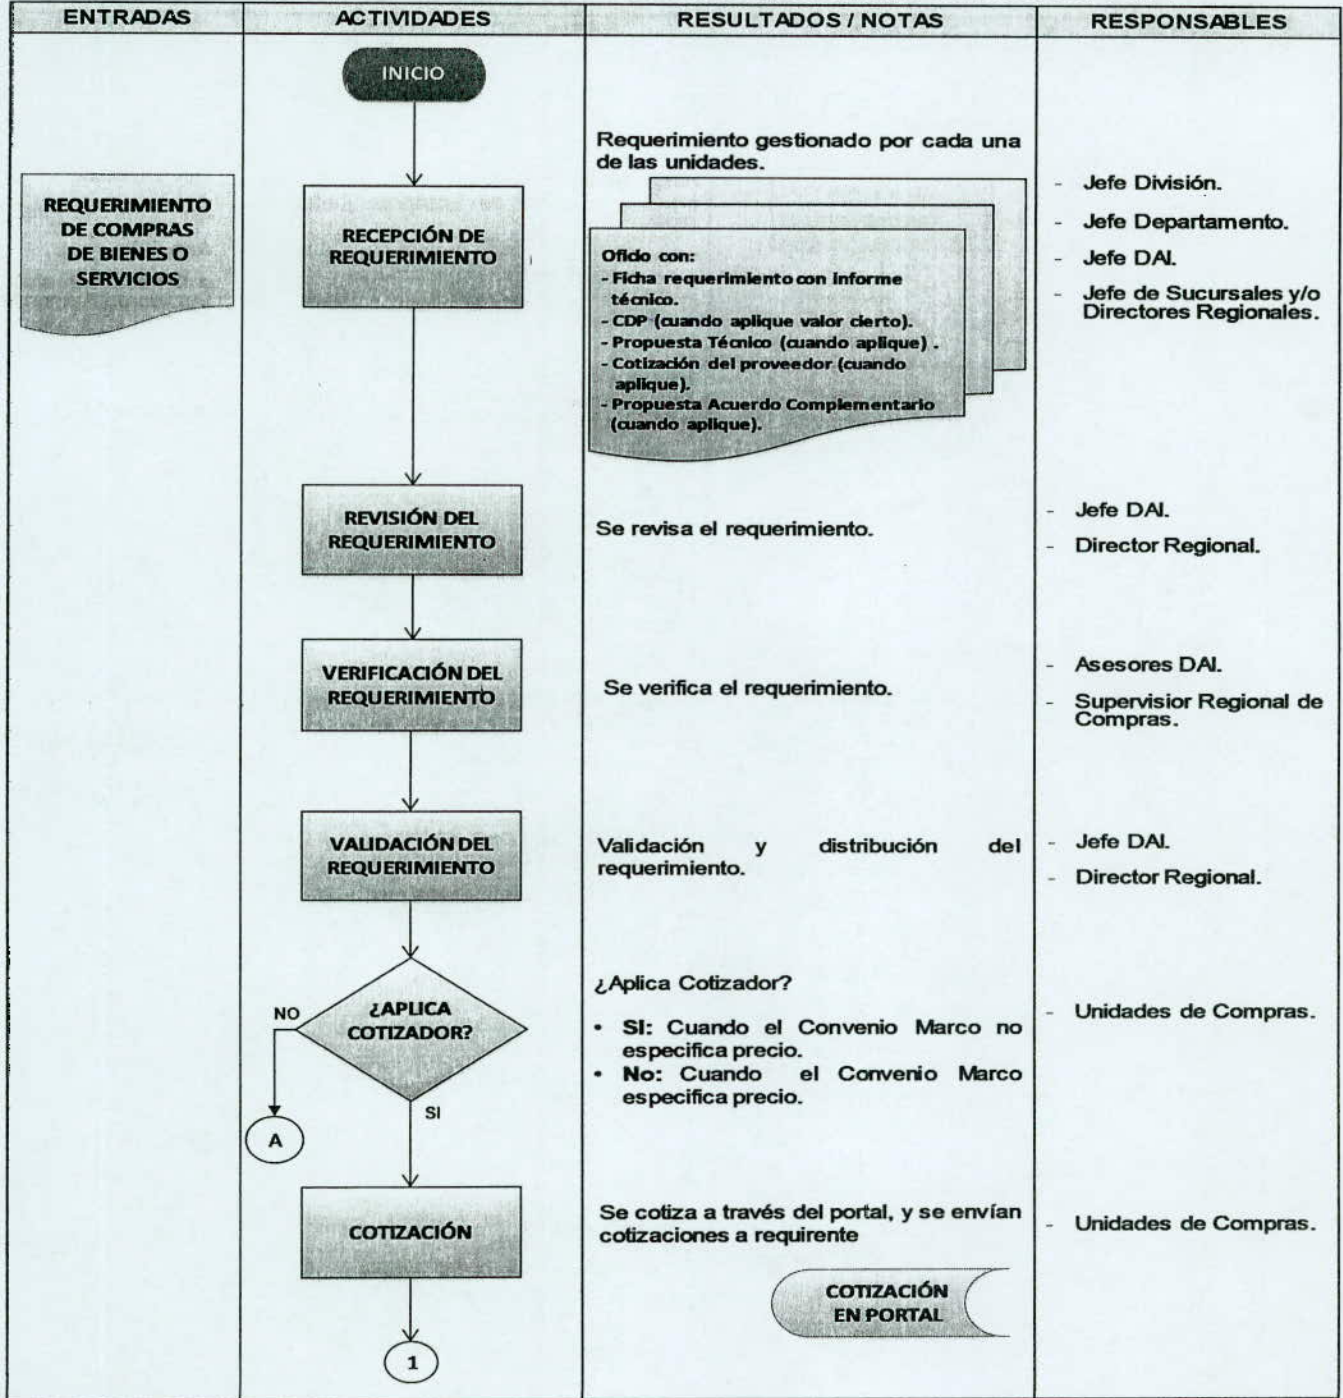 ENTRADAS
ACTIVIDADES
RESULTADOS / NOTAS
RESPONSABLES
INICIO
REQUERIMIENTO
DE COMPRAS
DE BIENES O
SERVICIOS
RECEPCIÓN DE
REQUERIMIENTO
Requerimiento gestionado por cada una
de las unidades.
Oficio con:
- Ficha requerimiento con informe
técnico.
- CDP (cuando aplique valor cierto).
- Propuesta Técnico (cuando aplique) .
- Cotización del proveedor (cuando
aplique).
- Propuesta Acuerdo Complementario
(cuando aplique).
- Jefe División.
- Jefe Departamento.
- Jefe DAI.
- Jefe de Sucursales y/o
Directores Regionales.
REVISIÓN DEL
REQUERIMIENTO
Se revisa el requerimiento.
- Jefe DAI.
- Director Regional.
VERIFICACIÓN DEL
REQUERIMIENTO
Se verifica el requerimiento.
- Asesores DAI.
- Supervisior Regional de
Compras.
VALIDACIÓN DEL
REQUERIMIENTO
Validación y distribución del
requerimiento.
- Jefe DAI.
- Director Regional.
¿APLICA
COTIZADOR?
NO
A
SI
¿Aplica Cotizador?
• SI: Cuando el Convenio Marco no
especifica precio.
• No: Cuando el Convenio Marco
especifica precio.
- Unidades de Compras.
COTIZACIÓN
Se cotiza a través del portal, y se envían
cotizaciones a requirente
- Unidades de Compras.
COTIZACIÓN
EN PORTAL
1